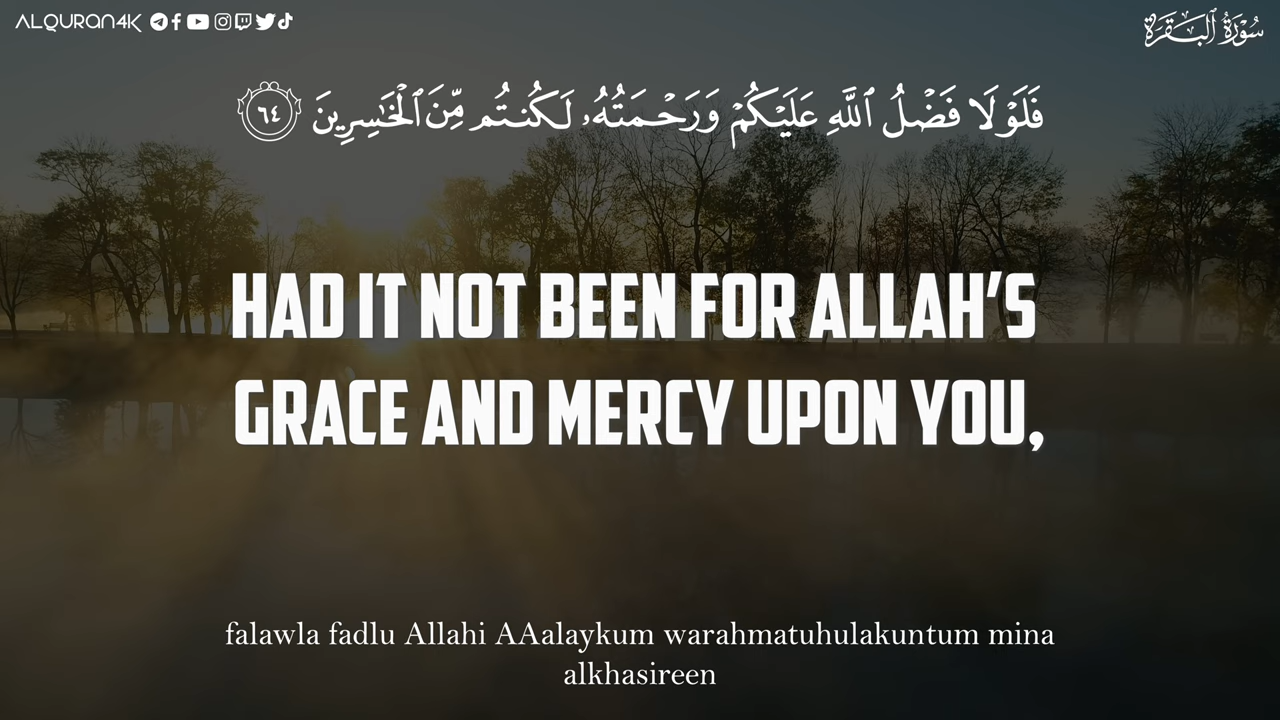 ALQURAN4K
سُورَةُ ٱلْبَقَرَةِ
فَلَوْلَا فَضْلُ ٱللَّهِ عَلَيْكُمْ وَرَحْمَتُهُۥ لَكُنتُم مِّنَ ٱلْخَٰسِرِينَ ٦٤
HAD IT NOT BEEN FOR ALLAH'S
GRACE AND MERCY UPON YOU,
falawla fadlu Allahi AAalaykum warahmatuhulakuntum mina
alkhasireen